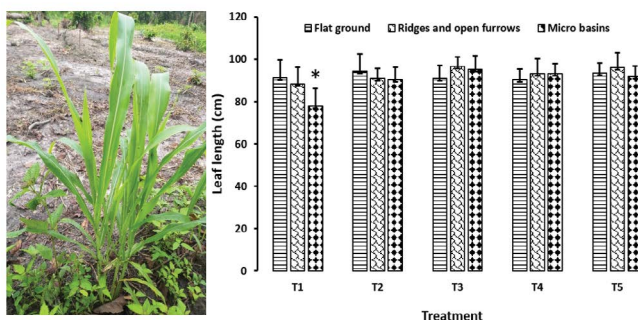 120
100
80
60
40
20
0
Leaf length (cm)
Flat ground Ridges and open furrows Micro basins
*
T1 T2 T3 T4 T5
Treatment